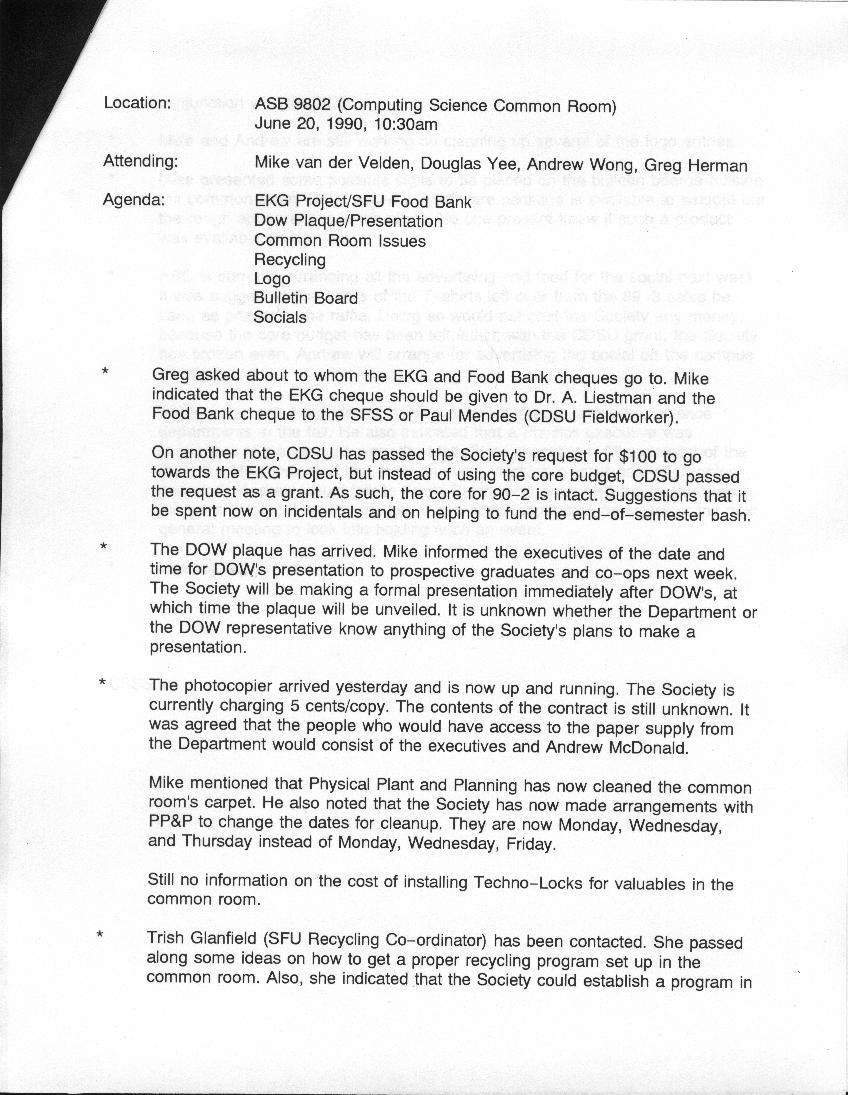 Location: ASB 9802 (Computing Science Common Room)
June 20, 1990, 10:30am
Attending: Mike van der Velden, Douglas Yee, Andrew Wong, Greg Herman
Agenda: EKG Project/SFU Food Bank
Dow Plaque/Presentation
Common Room Issues
Recycling
Logo
Bulletin Board
Socials
* Greg asked about to whom the EKG and Food Bank cheques go to. Mike
indicated that the EKG cheque should be given to Dr. A. Liestman and the
Food Bank cheque to the SFSS or Paul Mendes (CDSU Fieldworker).
On another note, CDSU has passed the Society's request for $100 to go
towards the EKG Project, but instead of using the core budget, CDSU passed
the request as a grant. As such, the core for 90-2 is intact. Suggestions that it
be spent now on incidentals and on helping to fund the end-of-semester bash.
* The DOW plaque has arrived. Mike informed the executives of the date and
time for DOW's presentation to prospective graduates and co-ops next week.
The Society will be making a formal presentation immediately after DOW's, at
which time the plaque will be unveiled. It is unknown whether the Department or
the DOW representative know anything of the Society's plans to make a
presentation.
* The photocopier arrived yesterday and is now up and running. The Society is
currently charging 5 cents/copy. The contents of the contract is still unknown. It
was agreed that the people who would have access to the paper supply from
the Department would consist of the executives and Andrew McDonald.
Mike mentioned that Physical Plant and Planning has now cleaned the common
room's carpet. He also noted that the Society has now made arrangements with
PP&P to change the dates for cleanup. They are now Monday, Wednesday,
and Thursday instead of Monday, Wednesday, Friday.
Still no information on the cost of installing Techno-Locks for valuables in the
common room.
* Trish Glanfield (SFU Recycling Co-ordinator) has been contacted. She passed
along some ideas on how to get a proper recycling program set up in the
common room. Also, she indicated that the Society could establish a program in